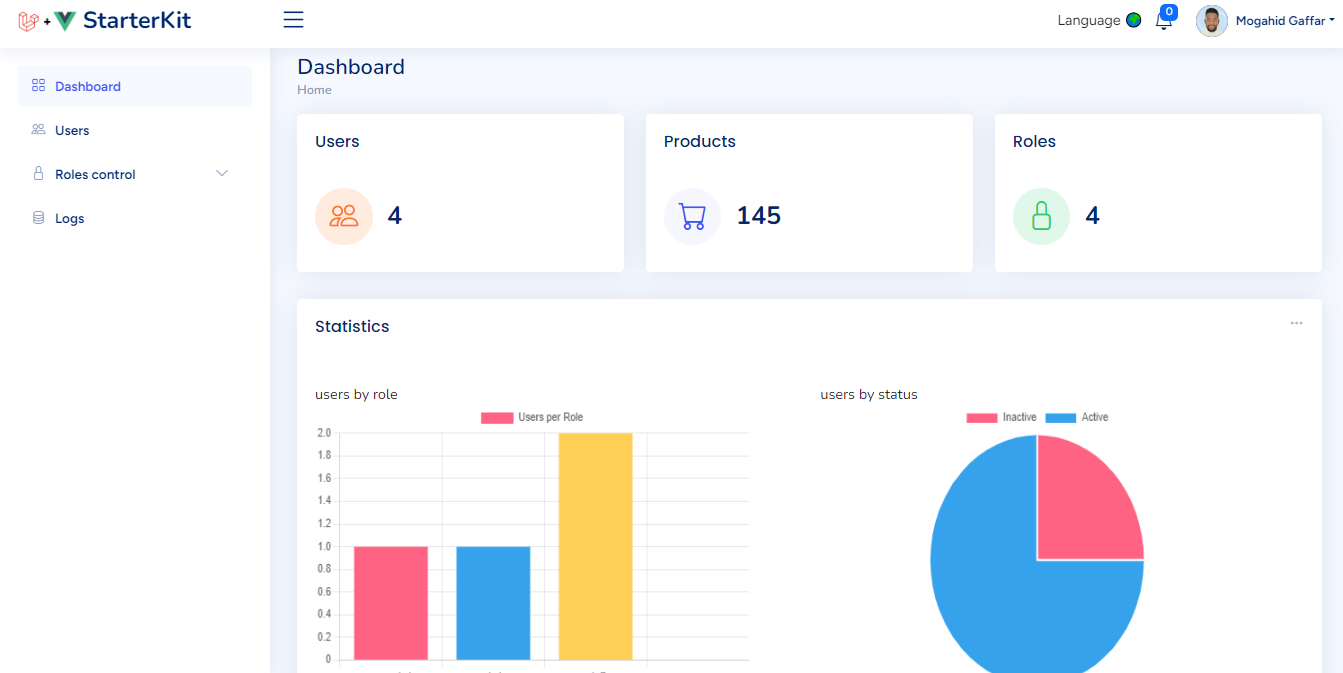 + StarterKit
Language 0 Mogahid Gaffar
Dashboard
Users
Roles control
Logs
Dashboard
Home
Users
4
Products
145
Roles
4
Statistics
users by role
Users per Role
2.0
1.8
1.6
1.4
1.2
1.0
0.8
0.6
0.4
0.2
0
users by status
Inactive Active